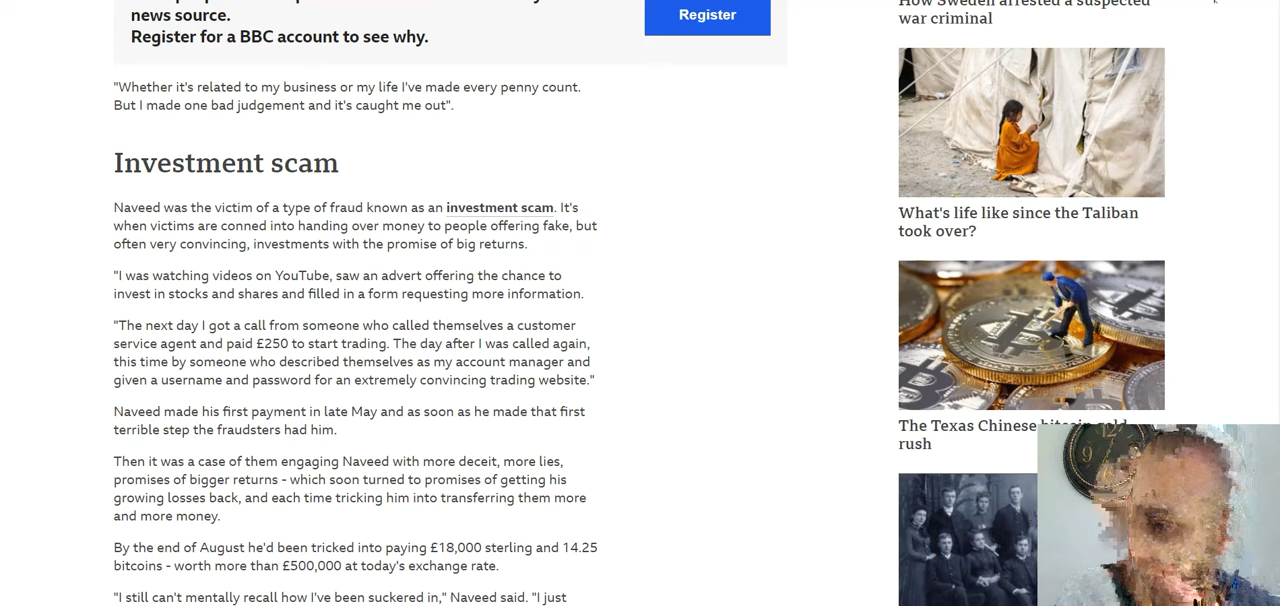 news source.
Register for a BBC account to see why.
Register
"Whether it's related to my business or my life I've made every penny count.
But I made one bad judgement and it's caught me out".
Investment scam
Naveed was the victim of a type of fraud known as an investment scam. It's
when victims are conned into handing over money to people offering fake, but
often very convincing, investments with the promise of big returns.
"I was watching videos on YouTube, saw an advert offering the chance to
invest in stocks and shares and filled in a form requesting more information.
"The next day I got a call from someone who called themselves a customer
service agent and paid £250 to start trading. The day after I was called again,
this time by someone who described themselves as my account manager and
given a username and password for an extremely convincing trading website."
Naveed made his first payment in late May and as soon as he made that first
terrible step the fraudsters had him.
Then it was a case of them engaging Naveed with more deceit, more lies,
promises of bigger returns - which soon turned to promises of getting his
growing losses back, and each time tricking him into transferring them more
and more money.
By the end of August he'd been tricked into paying £18,000 sterling and 14.25
bitcoins - worth more than £500,000 at today's exchange rate.
"I still can't mentally recall how I've been suckered in," Naveed said. "I just
How Sweden arrested a suspected
war criminal
What's life like since the Taliban
took over?
The Texas Chinese bitcoin gold
rush
12
9